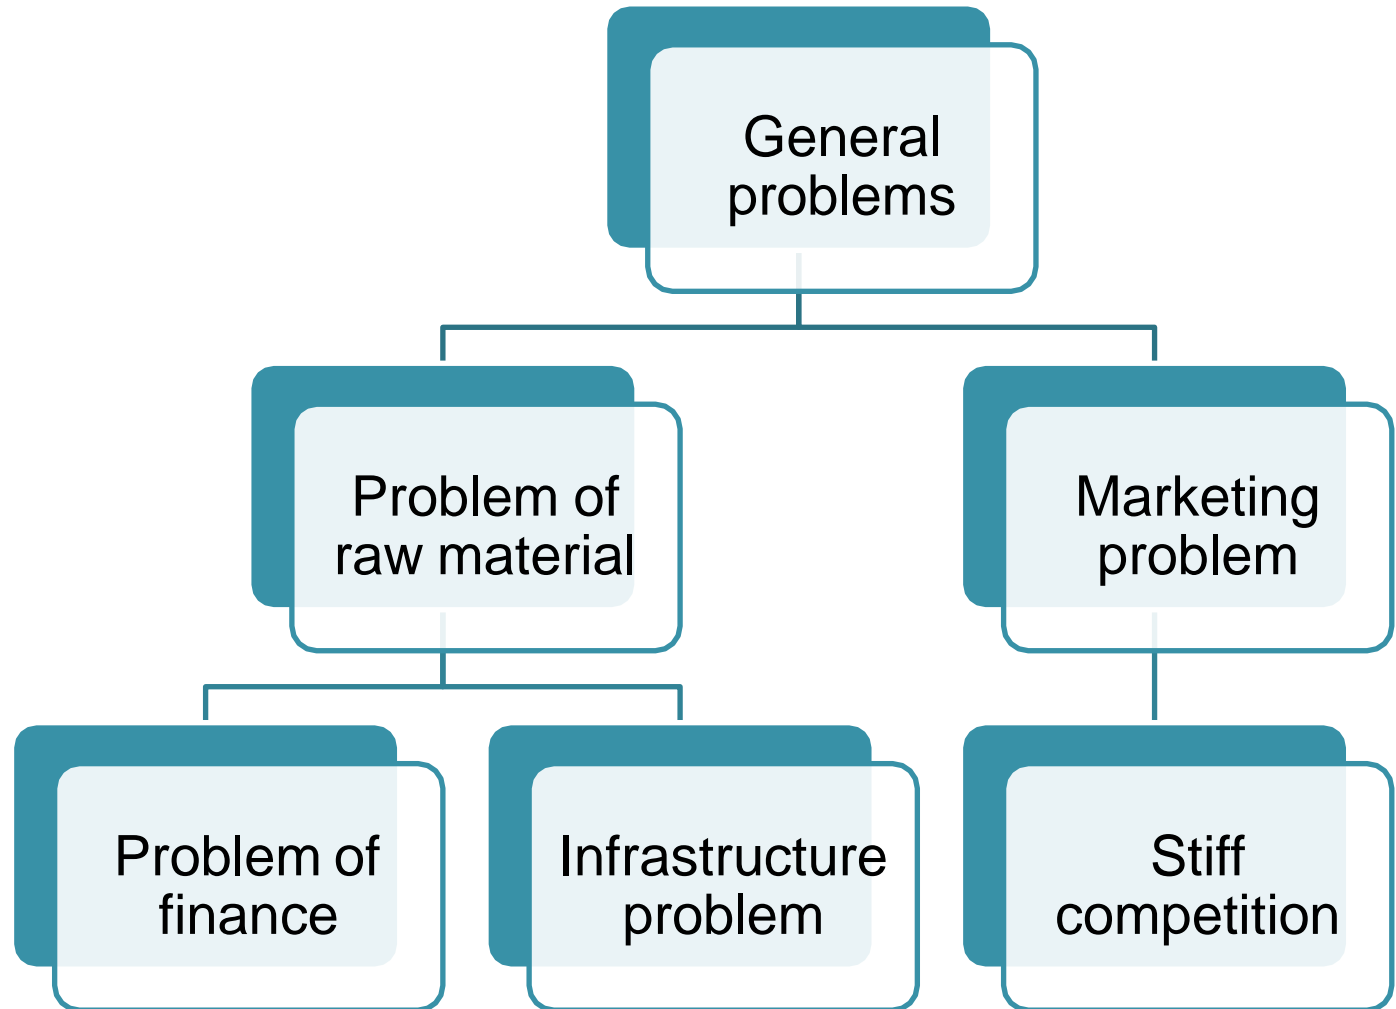 General
problems
Problem of
raw material
Marketing
problem
Problem of
finance
Infrastructure
problem
Stiff
competition